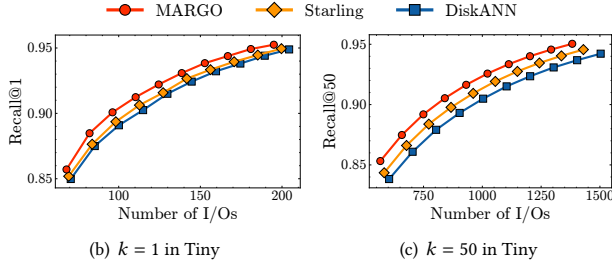 MARGO Starling DiskANN
0.95
0.90
0.85
Recall@1
100 150 200
Number of I/Os
(b) k = 1 in Tiny
0.95
0.90
0.85
Recall@50
750 1000 1250 1500
Number of I/Os
(c) k = 50 in Tiny